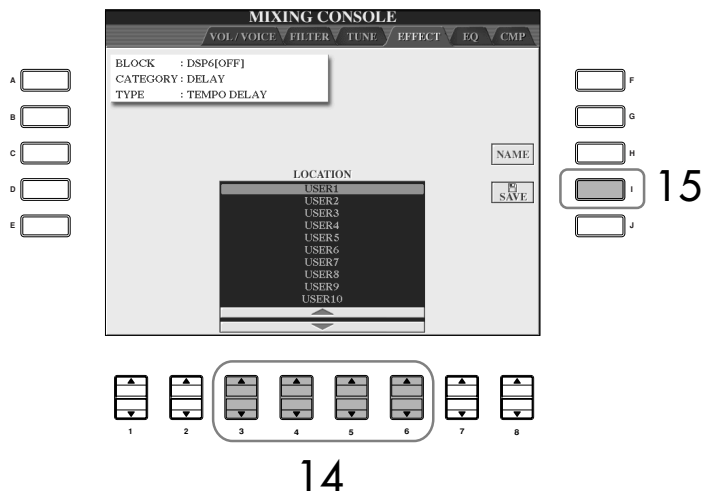 MIXING CONSOLE
VOL / VOICE FILTER TUNE EFFECT EQ CMP
BLOCK : DSP6[OFF]
CATEGORY : DELAY
TYPE : TEMPO DELAY
A
B
C
D
E
F
G
H
I
J
NAME
SAVE
15
LOCATION
USER1
USER2
USER3
USER4
USER5
USER6
USER7
USER8
USER9
USER10
1 2 3 4 5 6 7 8
14